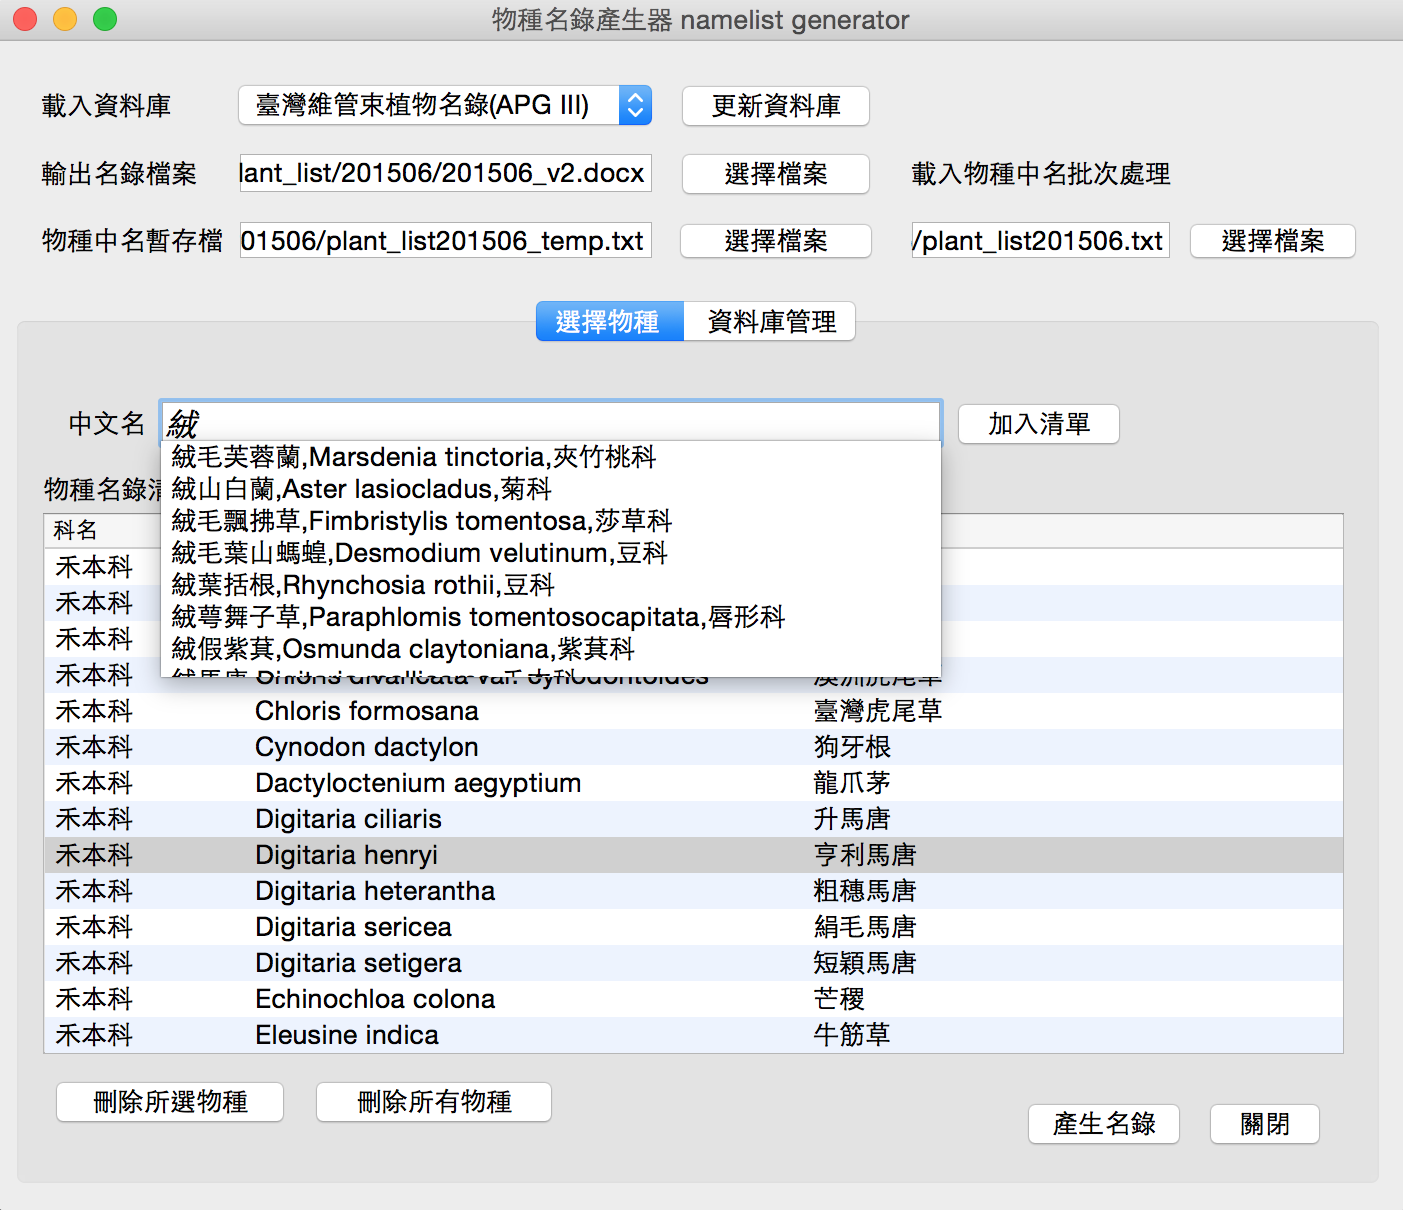 物種名錄產生器 namelist generator
載入資料庫 臺灣維管束植物名錄(APG III) 更新資料庫
輸出名錄檔案 lant_list/201506/201506_v2.docx 選擇檔案 載入物種中名批次處理
物種中名暫存檔 01506/plant_list201506_temp.txt 選擇檔案 /plant_list201506.txt 選擇檔案
選擇物種 資料庫管理
中文名 絨 加入清單
絨毛芙蓉蘭,Marsdenia tinctoria,夾竹桃科
絨山白蘭,Aster lasiocladus,菊科
絨毛飄拂草,Fimbristylis tomentosa,莎草科
絨毛葉山螞蝗,Desmodium velutinum,豆科
絨葉括根,Rhynchosia rothii,豆科
絨萼舞子草,Paraphlomis tomentosocapitata,唇形科
絨假紫萁,Osmunda claytoniana,紫萁科
物種名錄
科名
禾本科
禾本科
禾本科
禾本科
禾本科 Chloris formosana 臺灣虎尾草
禾本科 Cynodon dactylon 狗牙根
禾本科 Dactyloctenium aegyptium 龍爪茅
禾本科 Digitaria ciliaris 升馬唐
禾本科 Digitaria henryi 亨利馬唐
禾本科 Digitaria heterantha 粗穗馬唐
禾本科 Digitaria sericea 絹毛馬唐
禾本科 Digitaria setigera 短穎馬唐
禾本科 Echinochloa colona 芒稷
禾本科 Eleusine indica 牛筋草
刪除所選物種 刪除所有物種 產生名錄 關閉